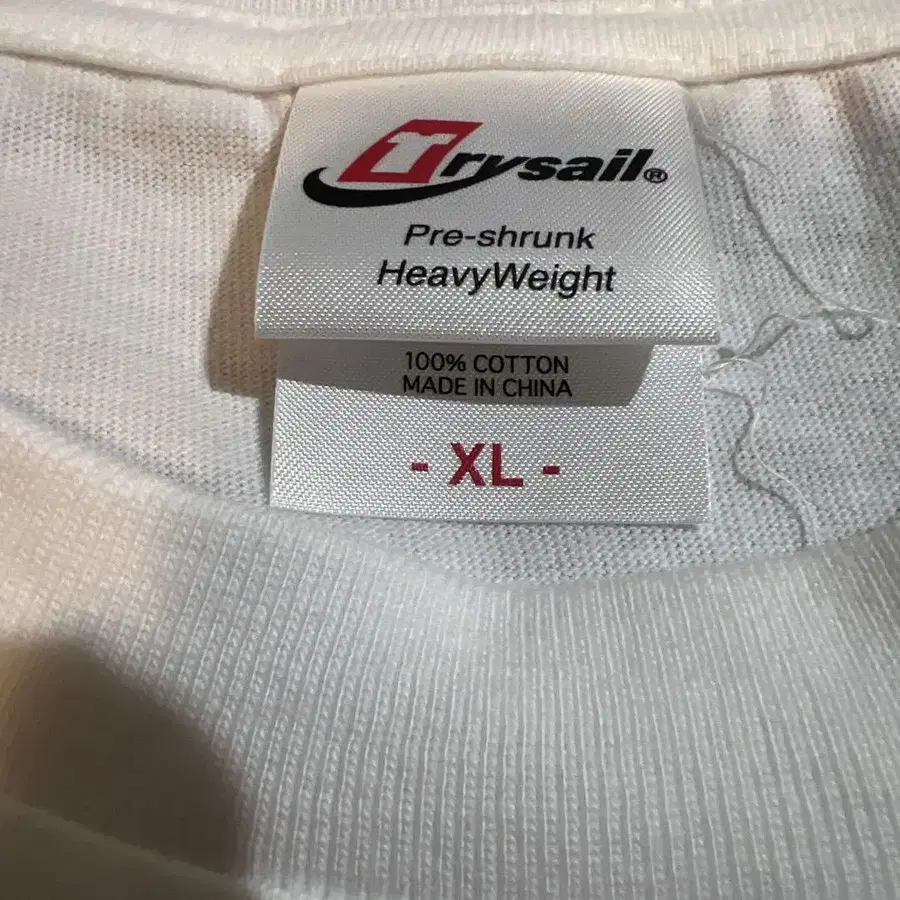 Trysail®
Pre-shrunk
HeavyWeight
100% COTTON
MADE IN CHINA
- XL -